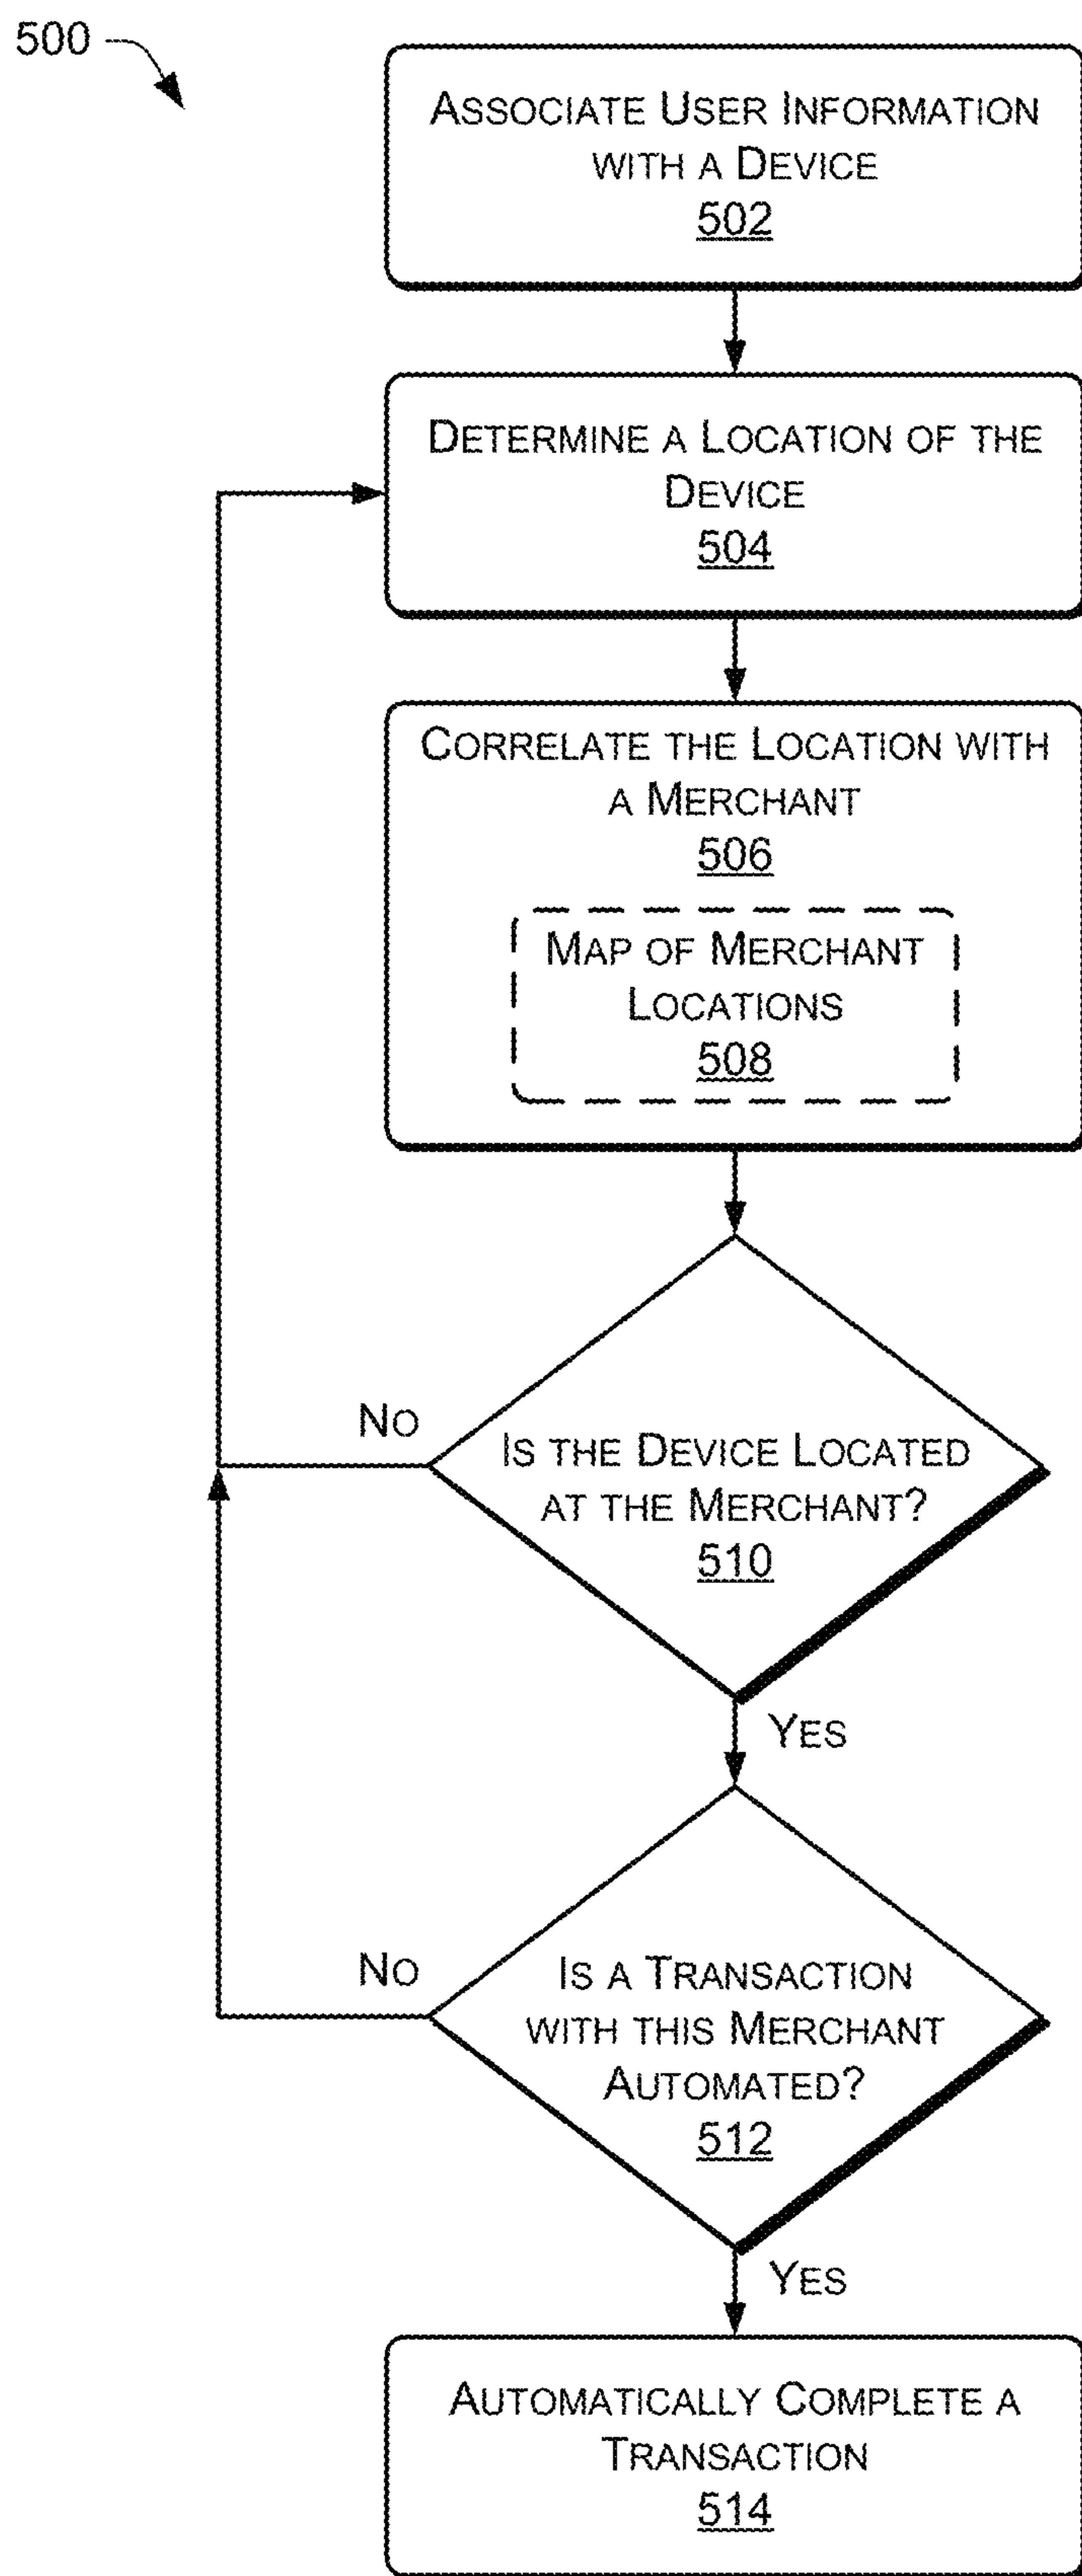 500
ASSOCIATE USER INFORMATION
WITH A DEVICE
502
DETERMINE A LOCATION OF THE
DEVICE
504
CORRELATE THE LOCATION WITH
A MERCHANT
506
MAP OF MERCHANT
LOCATIONS
508
NO
IS THE DEVICE LOCATED
AT THE MERCHANT?
510
YES
NO
IS A TRANSACTION
WITH THIS MERCHANT
AUTOMATED?
512
YES
AUTOMATICALLY COMPLETE A
TRANSACTION
514